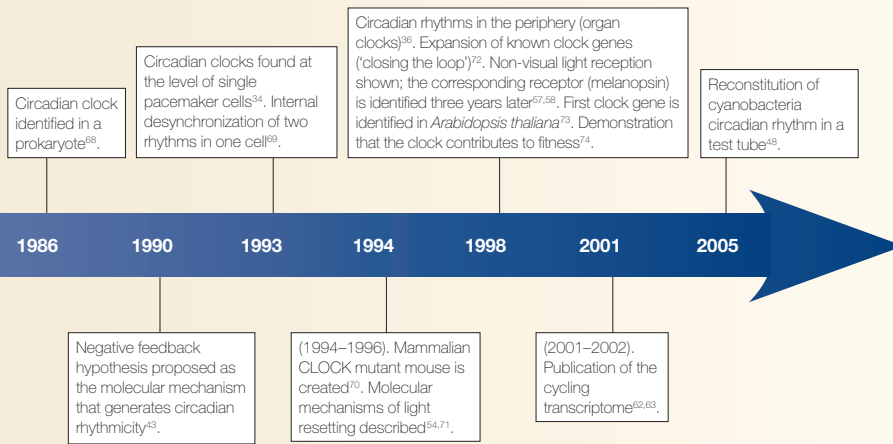 Circadian clock
identified in a
prokaryote⁶⁸.
Circadian clocks found at
the level of single
pacemaker cells³⁴. Internal
desynchronization of two
rhythms in one cell⁶⁹.
Circadian rhythms in the periphery (organ
clocks)³⁶. Expansion of known clock genes
(‘closing the loop’)⁷². Non-visual light reception
shown; the corresponding receptor (melanopsin)
is identified three years later⁵⁷,⁵⁸. First clock gene is
identified in Arabidopsis thaliana⁷³. Demonstration
that the clock contributes to fitness⁷⁴.
Reconstitution of
cyanobacteria
circadian rhythm in a
test tube⁴⁸.
1986 1990 1993 1994 1998 2001 2005
Negative feedback
hypothesis proposed as
the molecular mechanism
that generates circadian
rhythmicity⁴³.
(1994–1996). Mammalian
CLOCK mutant mouse is
created⁷⁰. Molecular
mechanisms of light
resetting described⁵⁴,⁷¹.
(2001–2002).
Publication of the
cycling
transcriptome⁶²,⁶³.